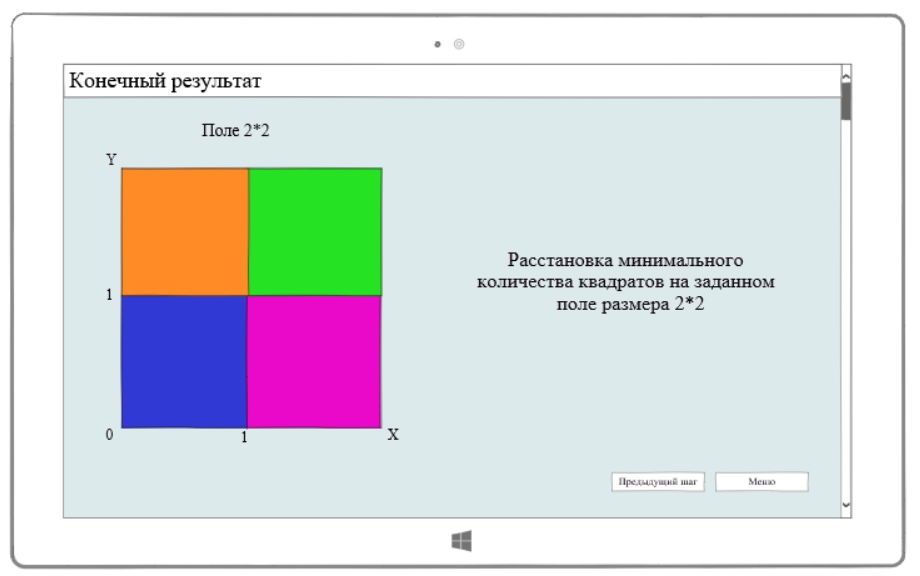 Конечный результат
Поле 2*2
Y
1
0
1
X
Расстановка минимального
количества квадратов на заданном
поле размера 2*2
Предыдущий шаг
Меню